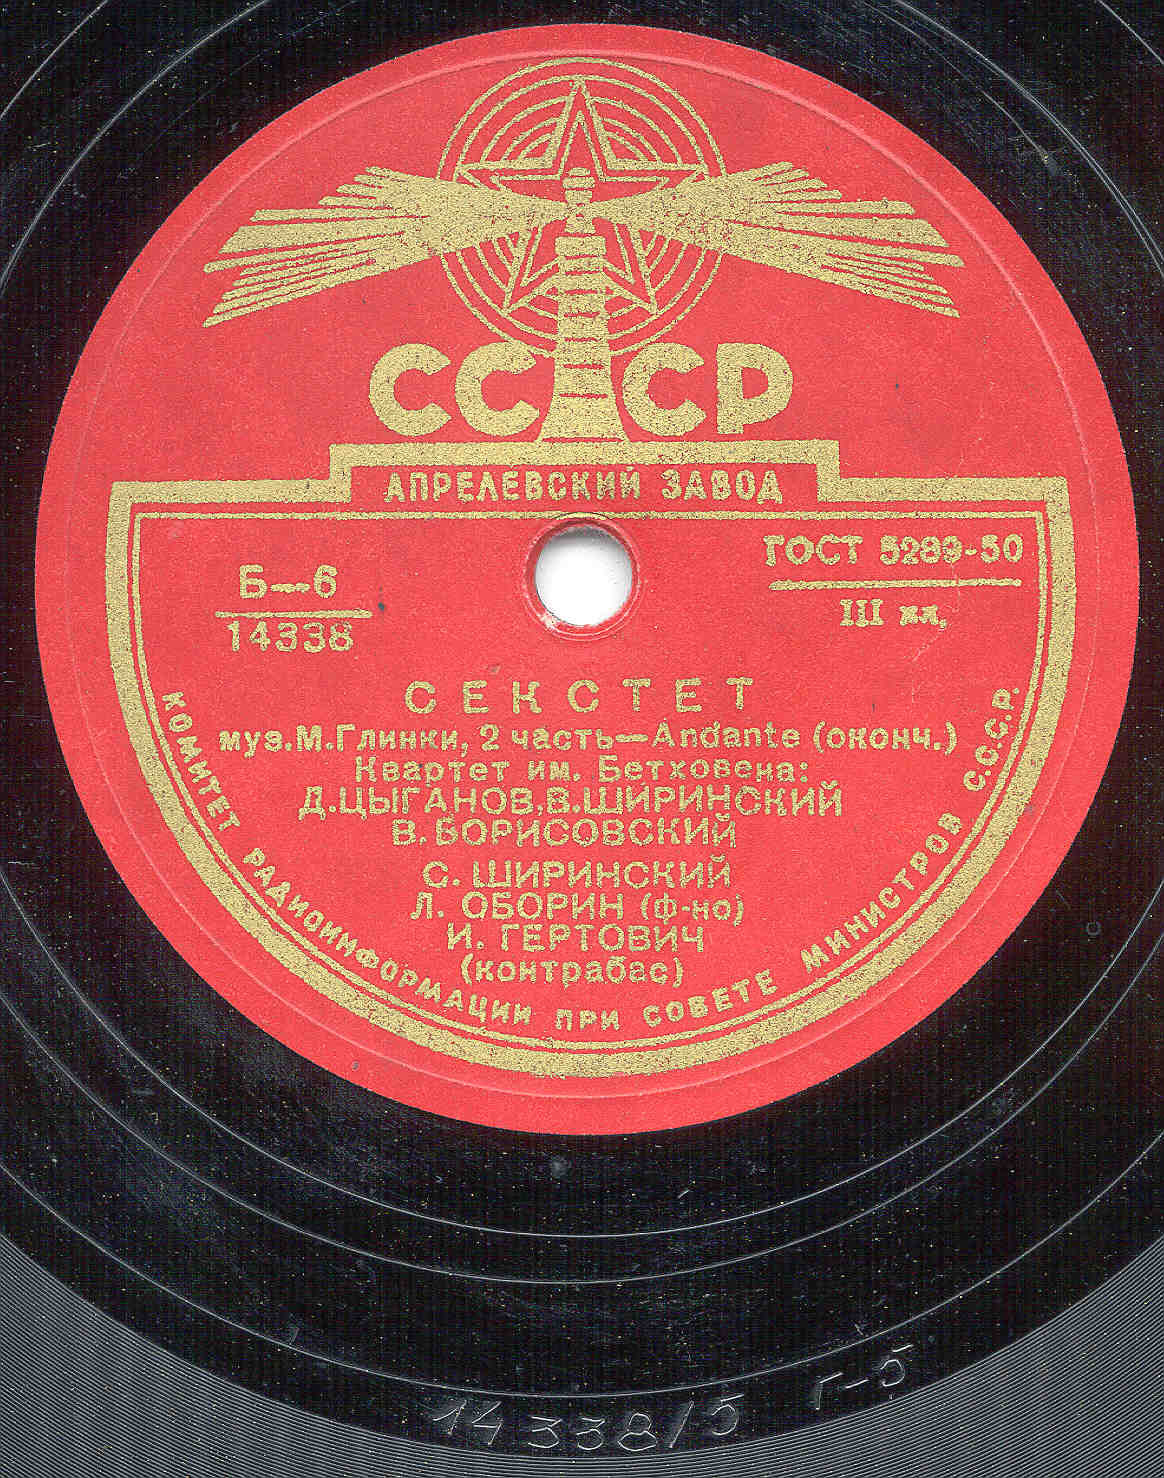 СССР
АПРЕЛЕВСКИЙ ЗАВОД
ГОСТ 5289-50
III кл,
Б—6
14338
СЕКСТЕТ
муз.М.Глинки, 2 часть—Andante (оконч.)
Квартет им. Бетховена:
Д.ЦЫГАНОВ,В.ШИРИНСКИЙ
В.БОРИСОВСКИЙ
С. ШИРИНСКИЙ
Л. ОБОРИН (ф-но)
И. ГЕРТОВИЧ
(контрабас)
КОМИТЕТ РАДИОИНФОРМАЦИИ ПРИ СОВЕТЕ МИНИСТРОВ С.С.С.Р.
14338/5 Г-5